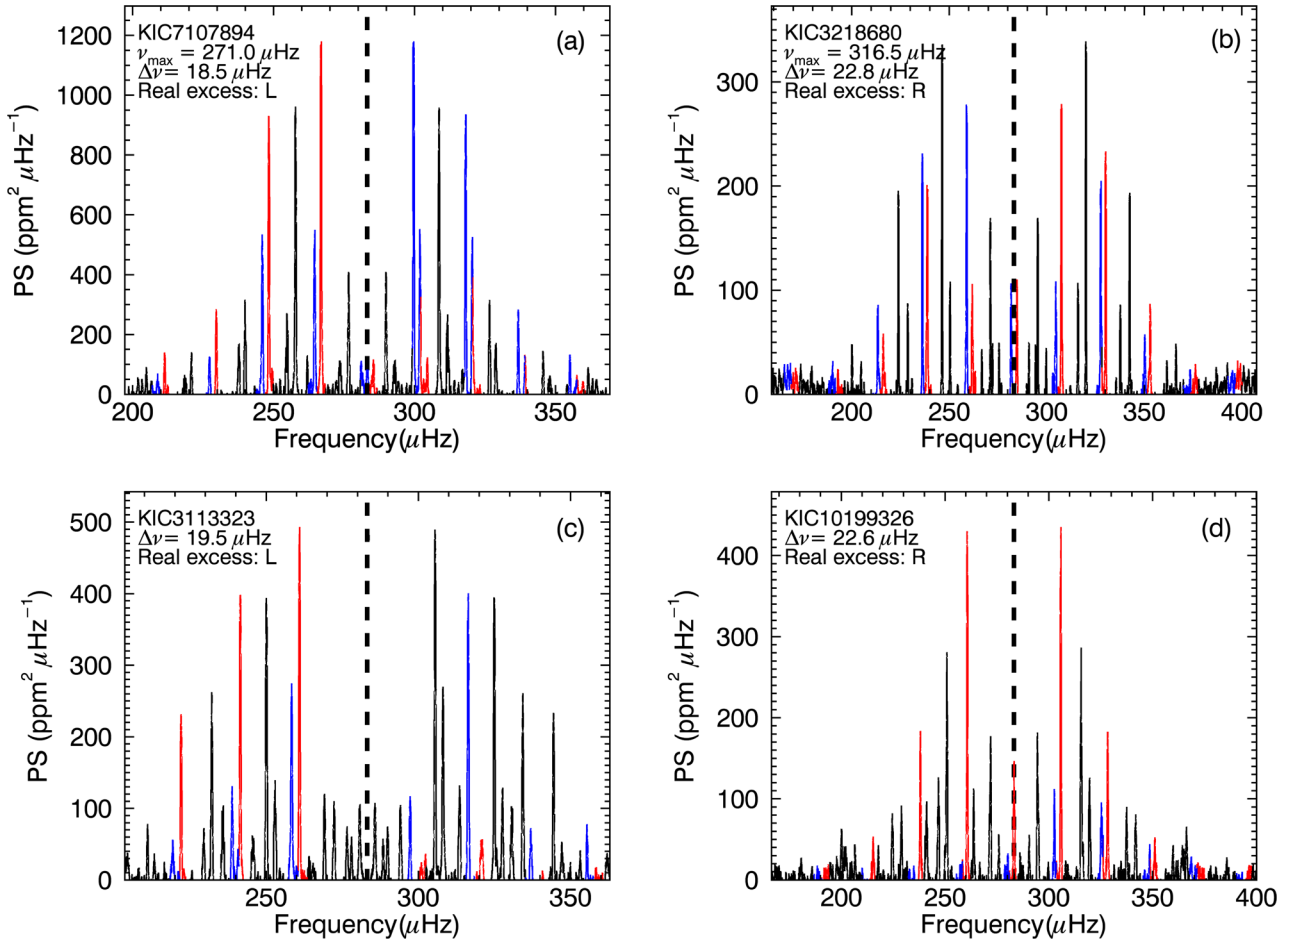 KIC7107894
νmax = 271.0 μHz
Δν= 18.5 μHz
Real excess: L
(a)
PS (ppm² μHz⁻¹)
1200
1000
800
600
400
200
0
200 250 300 350
Frequency(μHz)
KIC3218680
νmax = 316.5 μHz
Δν= 22.8 μHz
Real excess: R
(b)
PS (ppm² μHz⁻¹)
300
200
100
0
200 250 300 350 400
Frequency(μHz)
KIC3113323
Δν= 19.5 μHz
Real excess: L
(c)
PS (ppm² μHz⁻¹)
500
400
300
200
100
0
250 300 350
Frequency(μHz)
KIC10199326
Δν= 22.6 μHz
Real excess: R
(d)
PS (ppm² μHz⁻¹)
400
300
200
100
0
200 250 300 350 400
Frequency(μHz)